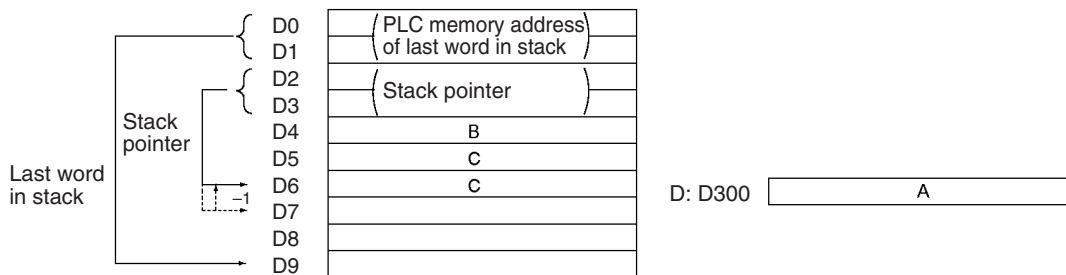 D0
(PLC memory address
of last word in stack)
D1
D2
(Stack pointer)
D3
Stack
pointer
D4 B
D5 C
Last word
in stack
D6 C
−1
D7
D8
D9
D: D300 A